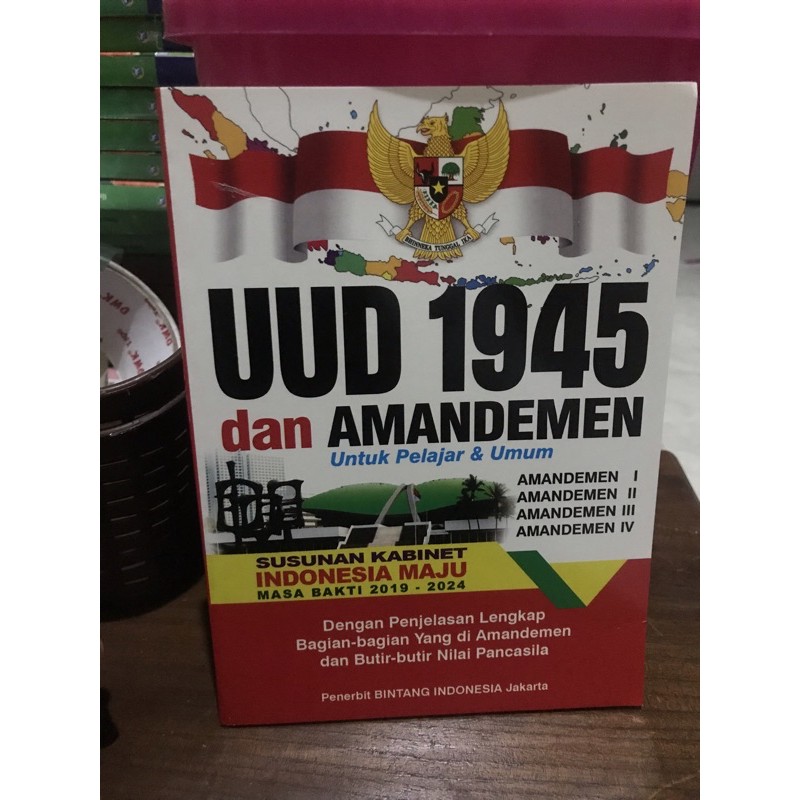 BHINNEKA TUNGGAL IKA
UUD 1945
dan AMANDEMEN
Untuk Pelajar & Umum
AMANDEMEN I
AMANDEMEN II
AMANDEMEN III
AMANDEMEN IV
SUSUNAN KABINET
INDONESIA MAJU
MASA BAKTI 2019 - 2024
Dengan Penjelasan Lengkap
Bagian-bagian Yang di Amandemen
dan Butir-butir Nilai Pancasila
Penerbit BINTANG INDONESIA Jakarta